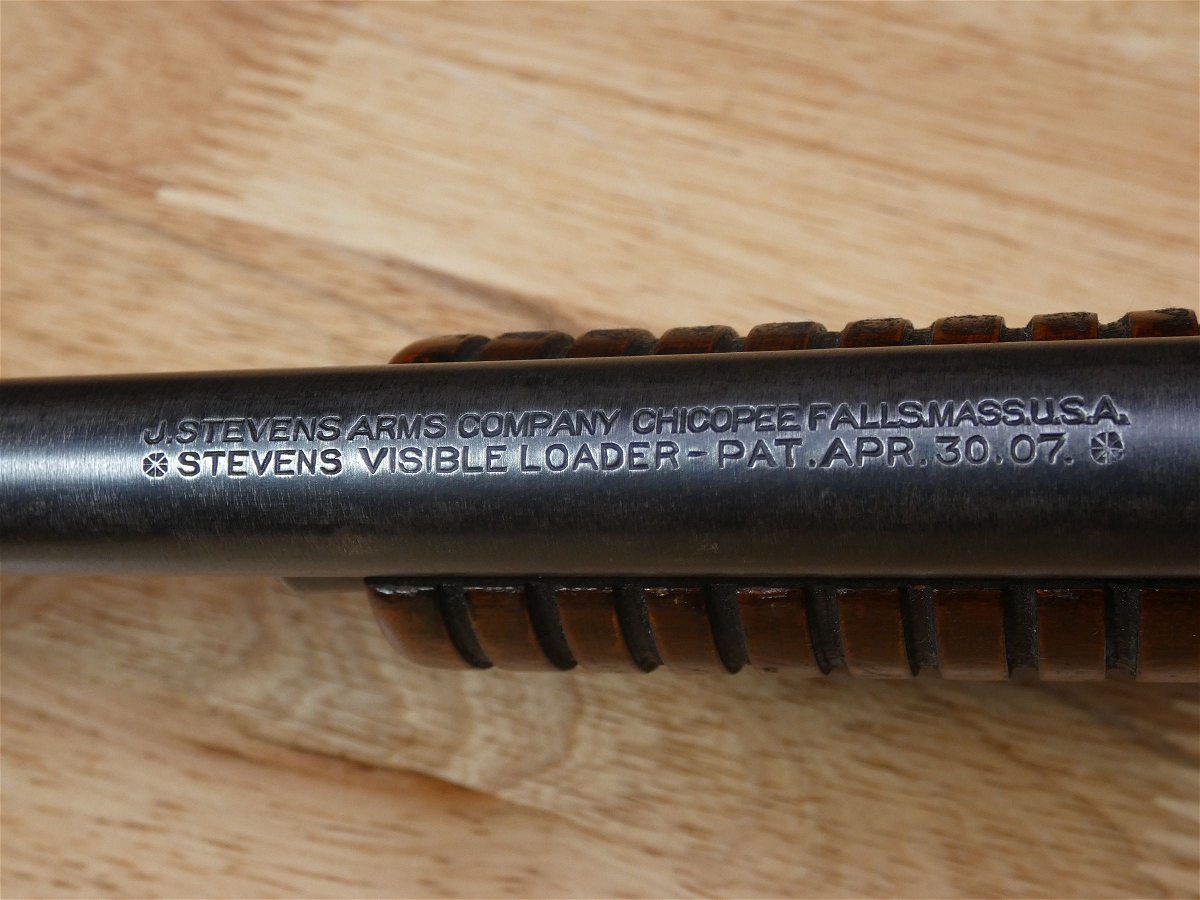 J. STEVENS ARMS COMPANY CHICOPEE FALLS.MASS.U.S.A.
STEVENS VISIBLE LOADER - PAT. APR. 30. 07.